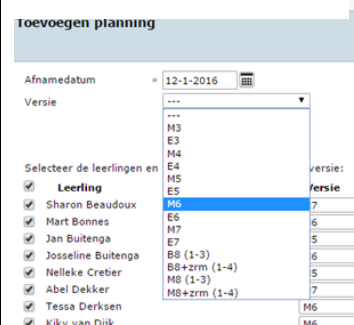 Toevoegen planning
Afnamedatum = 12-1-2016
Versie ---
---
M3
E3
M4
E4
M5
E5
M6
E6
M7
E7
B8 (1-3)
B8+zrm (1-4)
M8 (1-3)
M8+zrm (1-4)
Selecteer de leerlingen en versie:
Leerling Versie
Sharon Beaudoux 7
Mart Bonnes 6
Jan Buitenga 5
Josseline Buitenga 6
Nelleke Cretier 5
Abel Dekker 7
Tessa Derksen M6
Kiky van Dijk M6